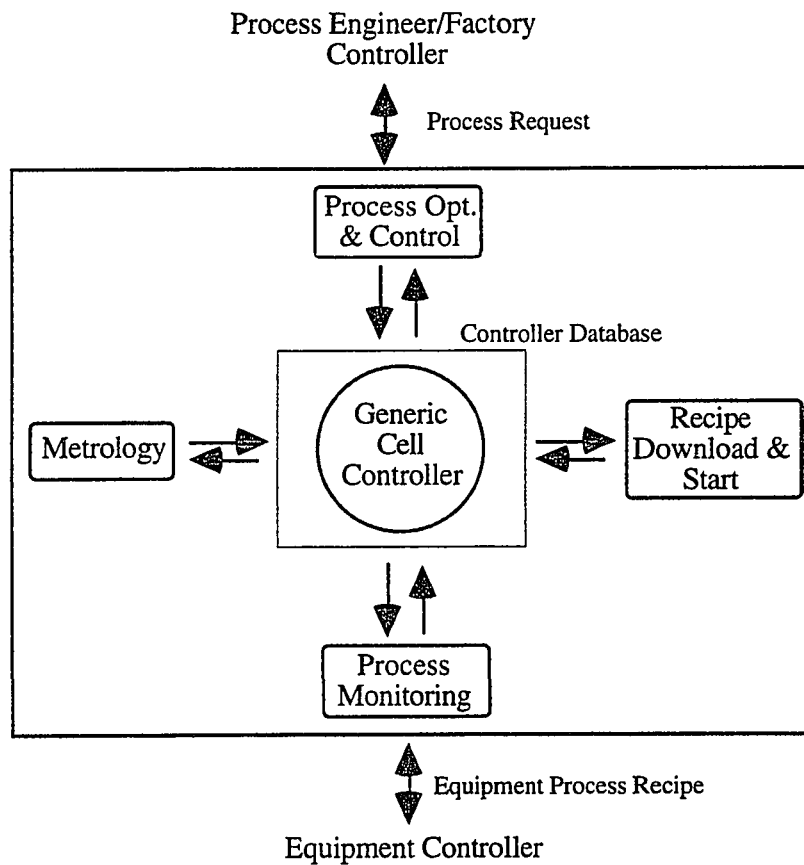 Process Engineer/Factory
Controller
Process Request
Process Opt.
& Control
Controller Database
Generic
Cell
Controller
Metrology
Recipe
Download &
Start
Process
Monitoring
Equipment Process Recipe
Equipment Controller